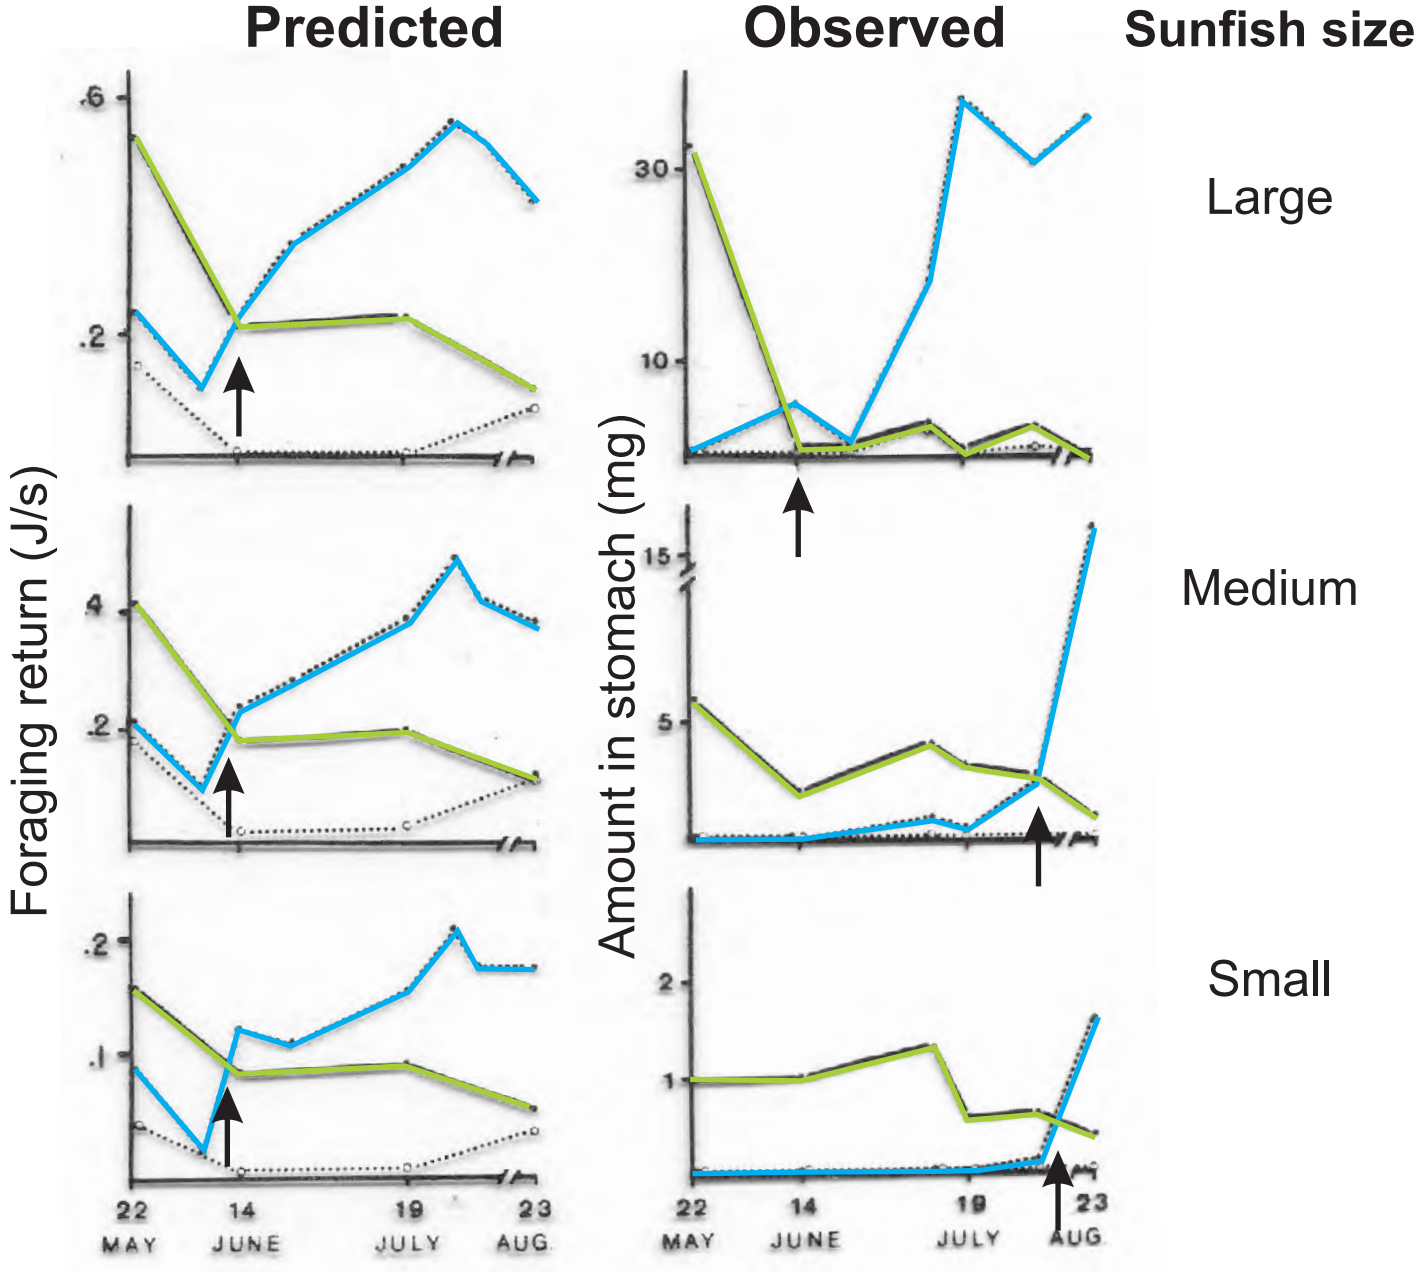 Predicted
Observed
Sunfish size
Foraging return (J/s)
Amount in stomach (mg)
.6
.2
30
10
Large
.4
.2
15
5
Medium
.2
.1
2
1
Small
22 14 19 23
MAY JUNE JULY AUG.
22 14 19 23
MAY JUNE JULY AUG.